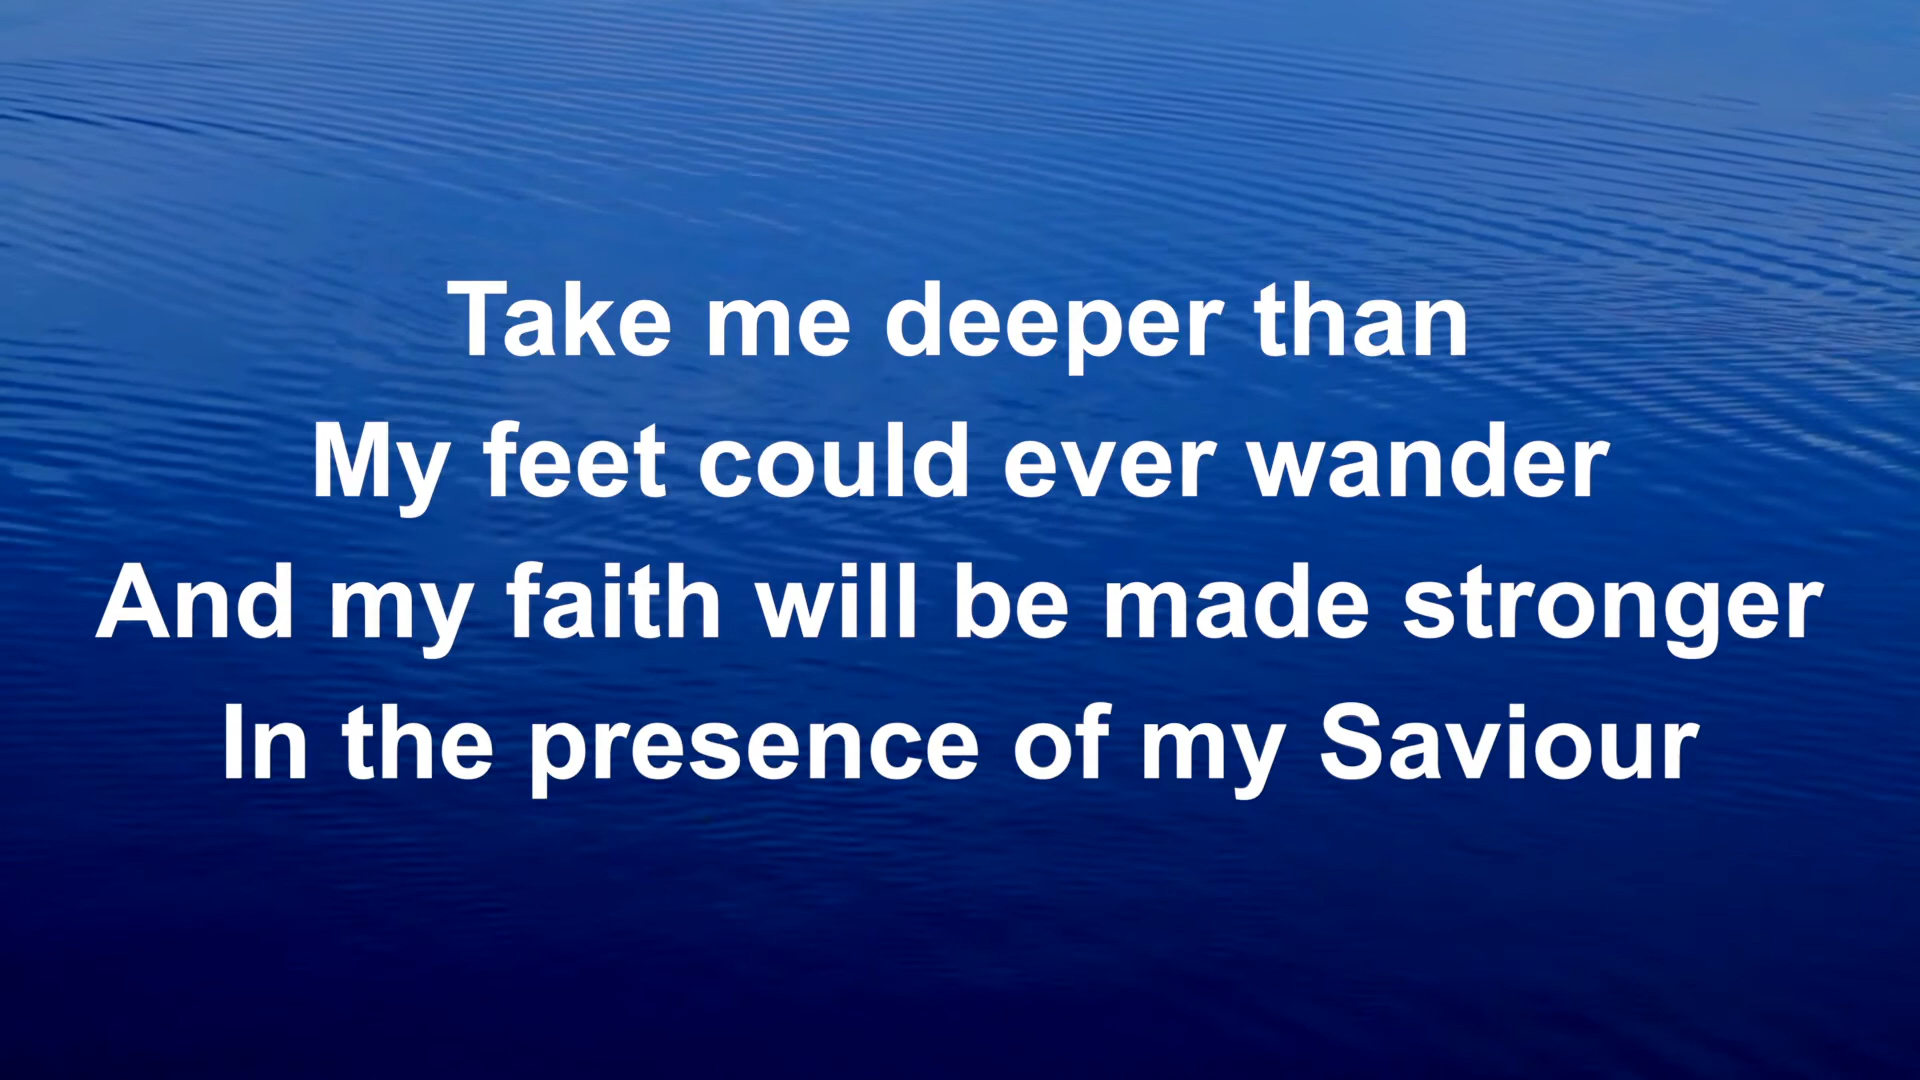 Take me deeper than
My feet could ever wander
And my faith will be made stronger
In the presence of my Saviour